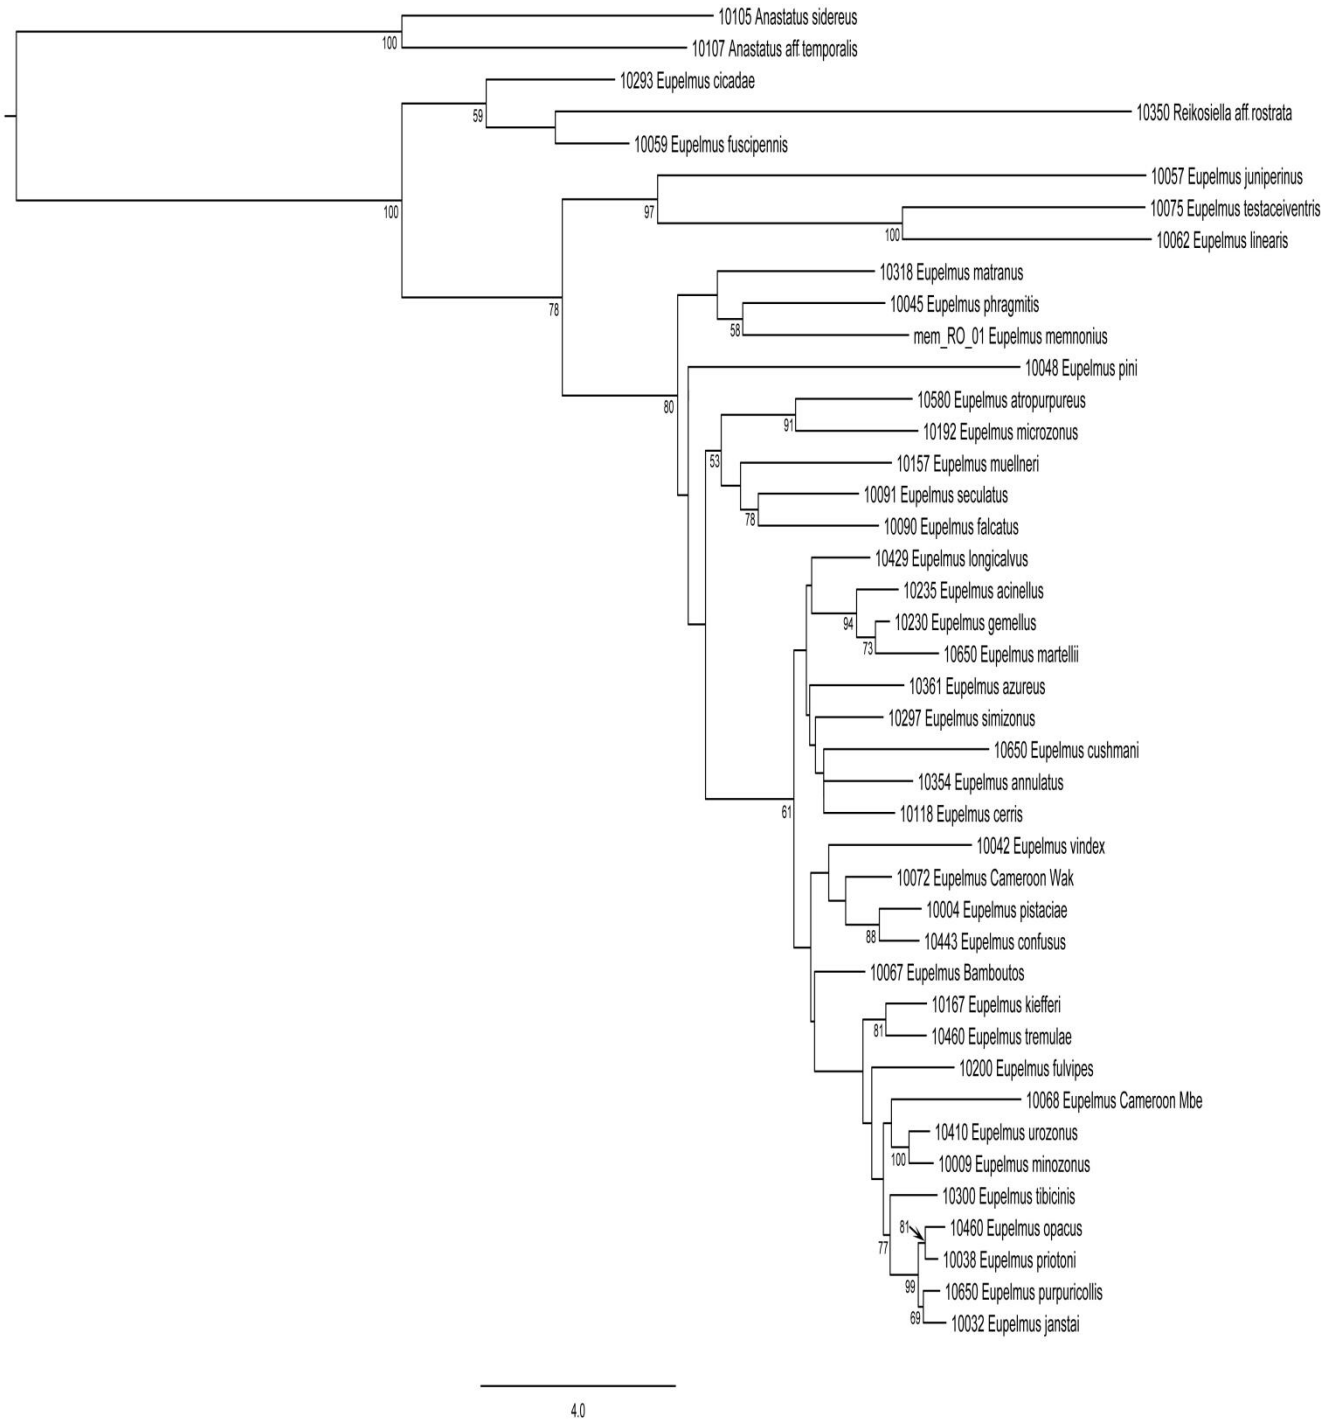 10105 Anastatus sidereus
100
10107 Anastatus aff temporalis
10293 Eupelmus cicadae
59
10350 Reikosiella aff rostrata
10059 Eupelmus fuscipennis
10057 Eupelmus juniperinus
97
100
10075 Eupelmus testaceiventris
100
10062 Eupelmus linearis
10318 Eupelmus matranus
78
10045 Eupelmus phragmitis
58
mem_RO_01 Eupelmus memnonius
10048 Eupelmus pini
80
10580 Eupelmus atropurpureus
91
10192 Eupelmus microzonus
53
10157 Eupelmus muellneri
10091 Eupelmus seculatus
78
10090 Eupelmus falcatus
10429 Eupelmus longicalvus
10235 Eupelmus acinellus
94
10230 Eupelmus gemellus
73
10650 Eupelmus martellii
10361 Eupelmus azureus
10297 Eupelmus simizonus
10650 Eupelmus cushmani
10354 Eupelmus annulatus
61
10118 Eupelmus cerris
10042 Eupelmus vindex
10072 Eupelmus Cameroon Wak
10004 Eupelmus pistaciae
88
10443 Eupelmus confusus
10067 Eupelmus Bamboutos
10167 Eupelmus kiefferi
81
10460 Eupelmus tremulae
10200 Eupelmus fulvipes
10068 Eupelmus Cameroon Mbe
10410 Eupelmus urozonus
100
10009 Eupelmus minozonus
10300 Eupelmus tibicinis
81
10460 Eupelmus opacus
77
10038 Eupelmus priotoni
99
10650 Eupelmus purpuricollis
69
10032 Eupelmus janstai
4.0